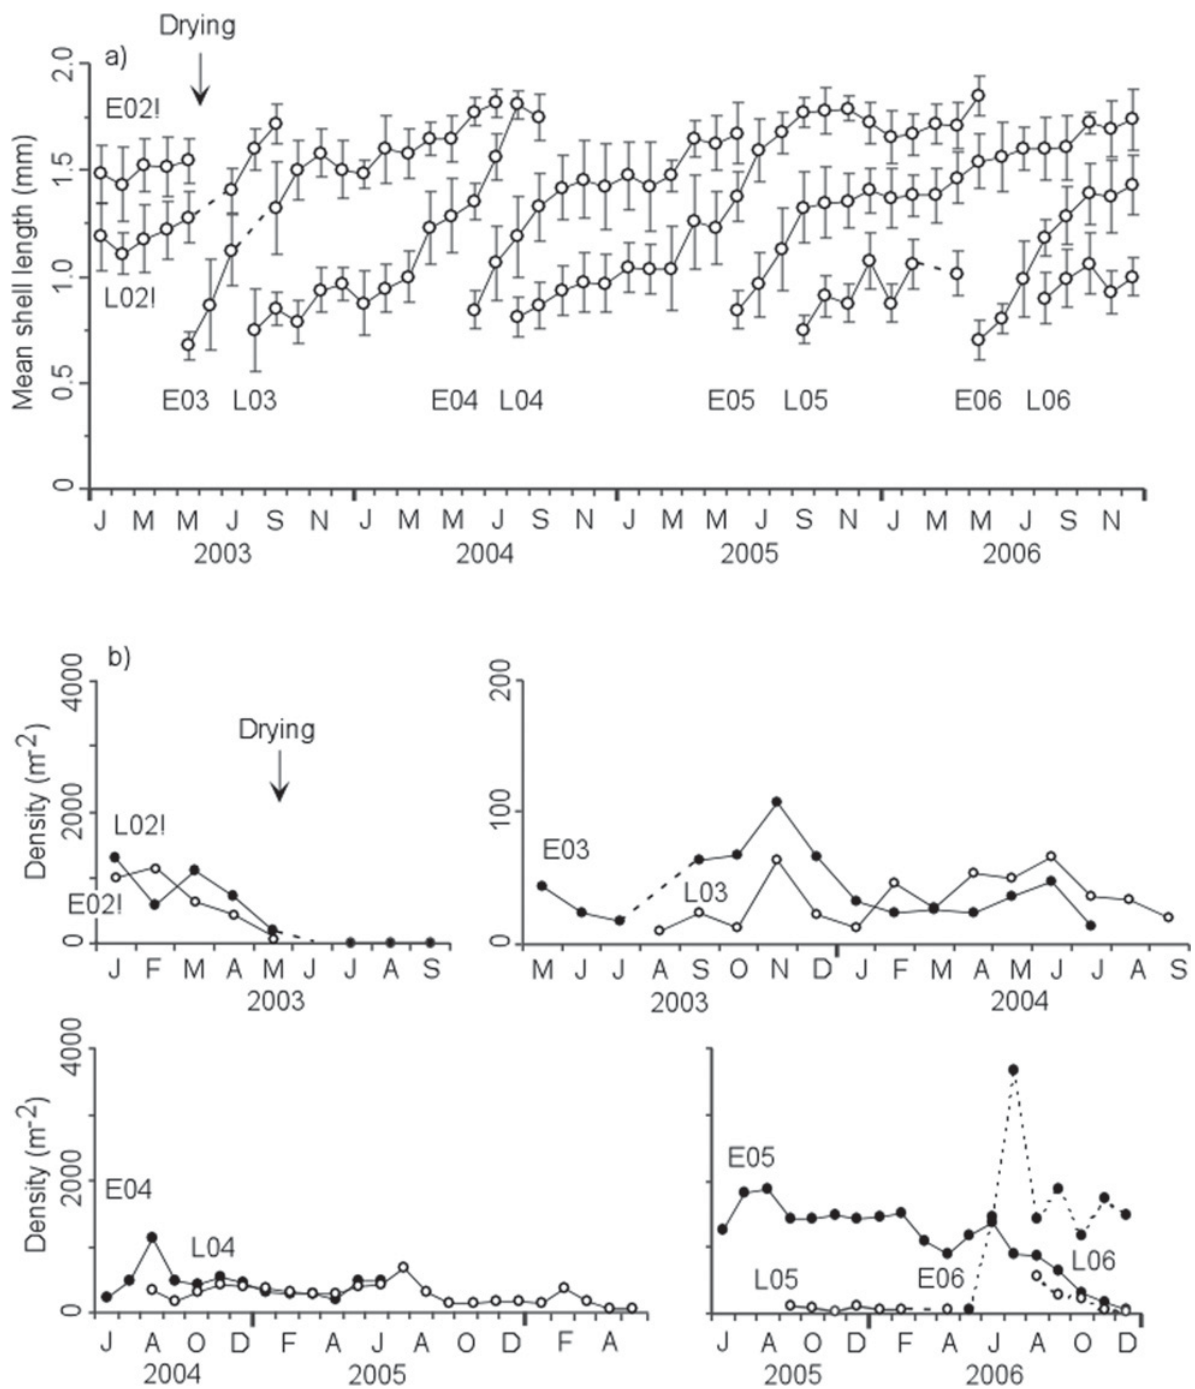 Drying
a)
2.0
E02!
1.5
1.0
L02!
0.5
E03 L03 E04 L04 E05 L05 E06 L06
0
Mean shell length (mm)
J M M J S N J M M J S N J M M J S N J M M J S N
2003 2004 2005 2006
b)
4000
Drying
2000
L02!
E02!
0
Density (m-2)
J F M A M J J A S
2003
200
100
E03
L03
0
M J J A S O N D J F M A M J J A S
2003 2004
4000
2000
E04
L04
0
Density (m-2)
J A O D F A J A O D F A
2004 2005
E05
L05
E06
L06
J A O D F A J A O D
2005 2006